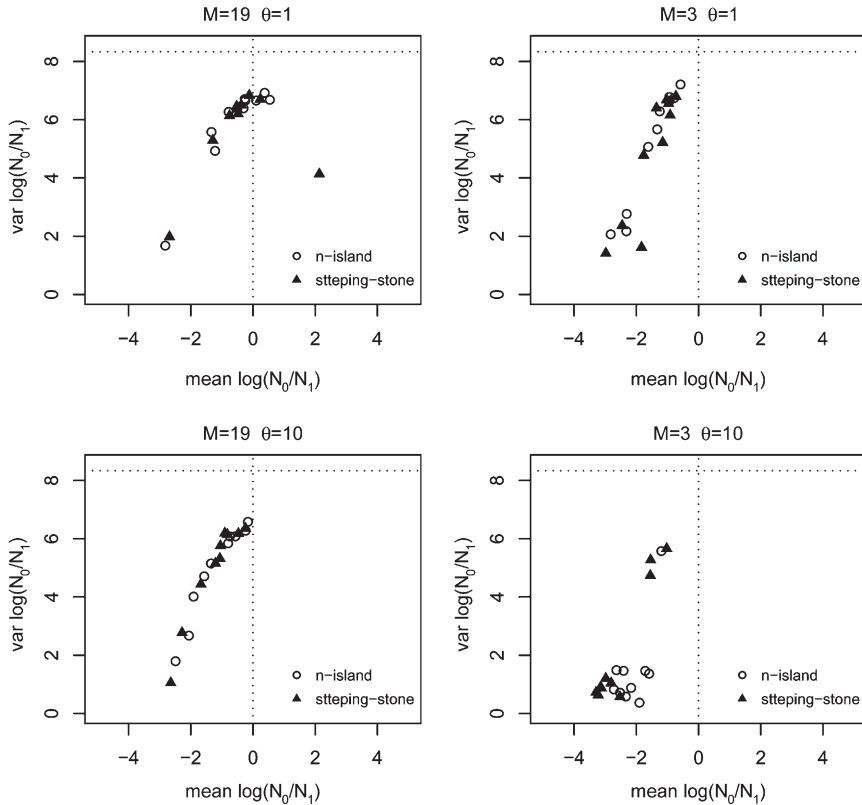 M=19 θ=1
var log(N₀/N₁)
0 2 4 6 8
n−island
stteping−stone
−4 −2 0 2 4
mean log(N₀/N₁)
M=3 θ=1
var log(N₀/N₁)
0 2 4 6 8
n−island
stteping−stone
−4 −2 0 2 4
mean log(N₀/N₁)
M=19 θ=10
var log(N₀/N₁)
0 2 4 6 8
n−island
stteping−stone
−4 −2 0 2 4
mean log(N₀/N₁)
M=3 θ=10
var log(N₀/N₁)
0 2 4 6 8
n−island
stteping−stone
−4 −2 0 2 4
mean log(N₀/N₁)